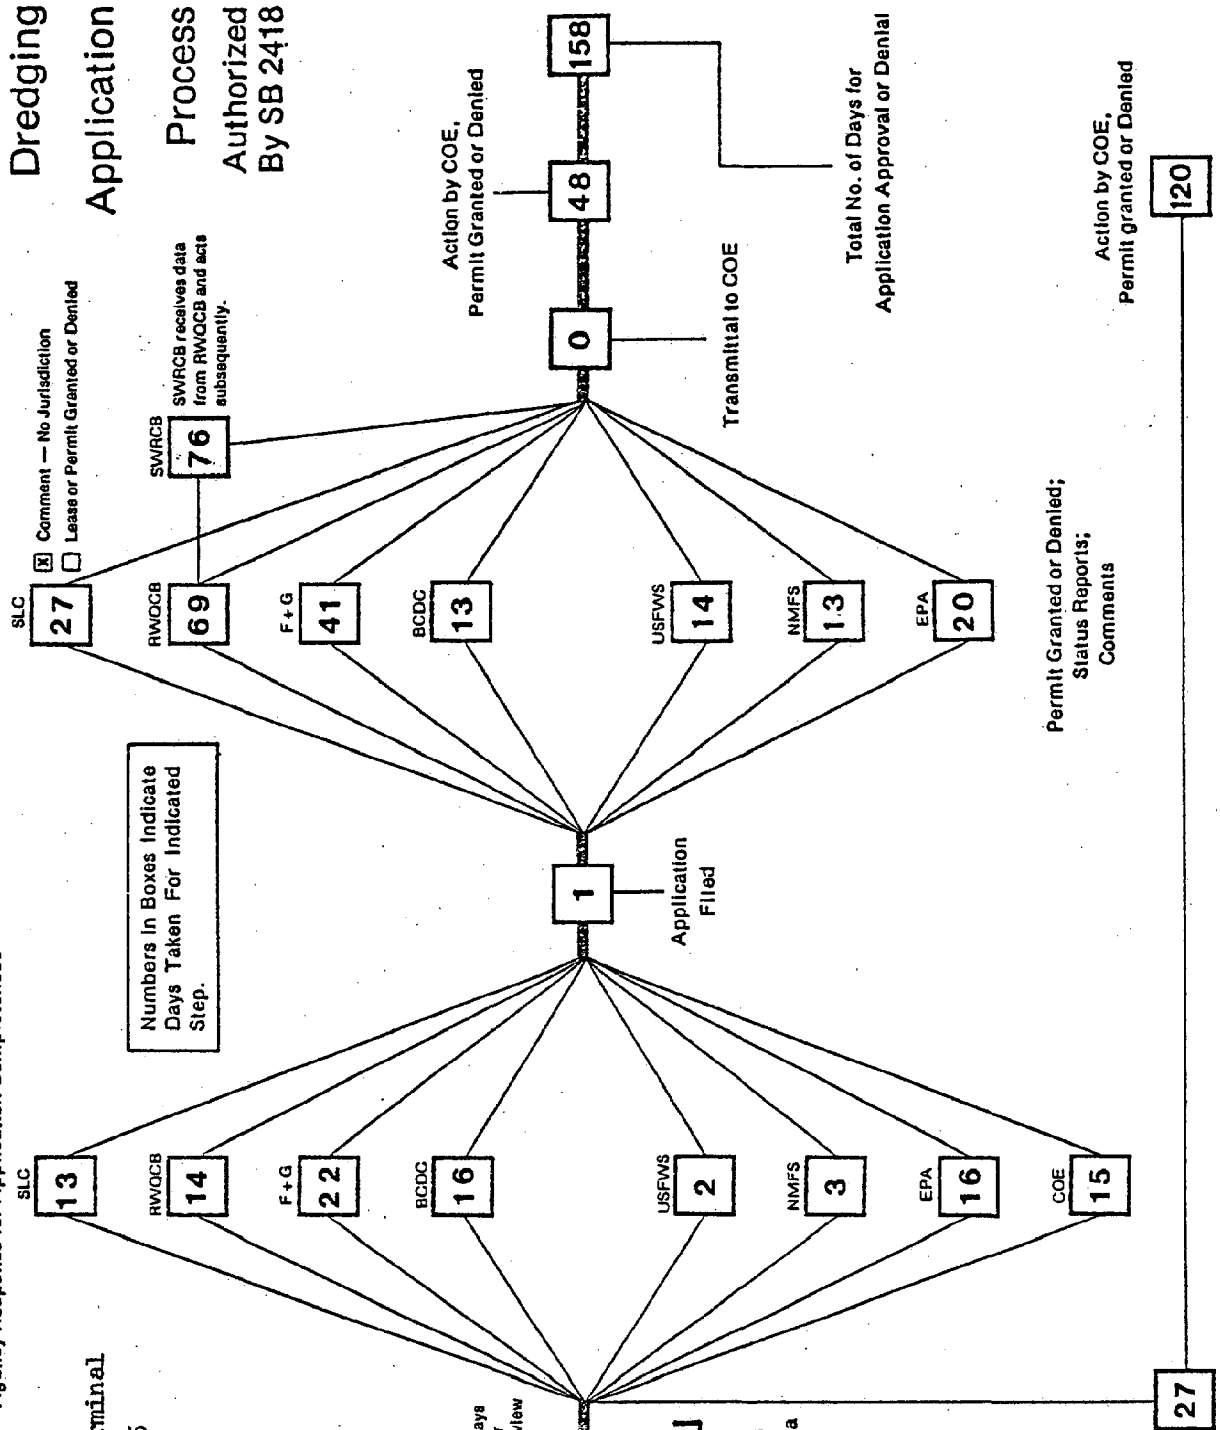 Dredging
Application
Process
Authorized
By SB 2418
minal
SLC
13
RWQCB
14
F+G
22
BCDC
16
USFWS
2
NMFS
3
EPA
16
COE
15
27
Numbers In Boxes Indicate
Days Taken For Indicated
Step.
1
Application
Filed
SLC
27
☒ Comment — No Jurisdiction
☐ Lease or Permit Granted or Denied
RWQCB
69
SWRCB
76
SWRCB receives data
from RWQCB and acts
subsequently.
F+G
41
BCDC
13
USFWS
14
NMFS
13
EPA
20
Permit Granted or Denied;
Status Reports;
Comments
0
Transmittal to COE
Action by COE,
Permit Granted or Denied
48
158
Total No. of Days for
Application Approval or Denial
Action by COE,
Permit granted or Denied
120